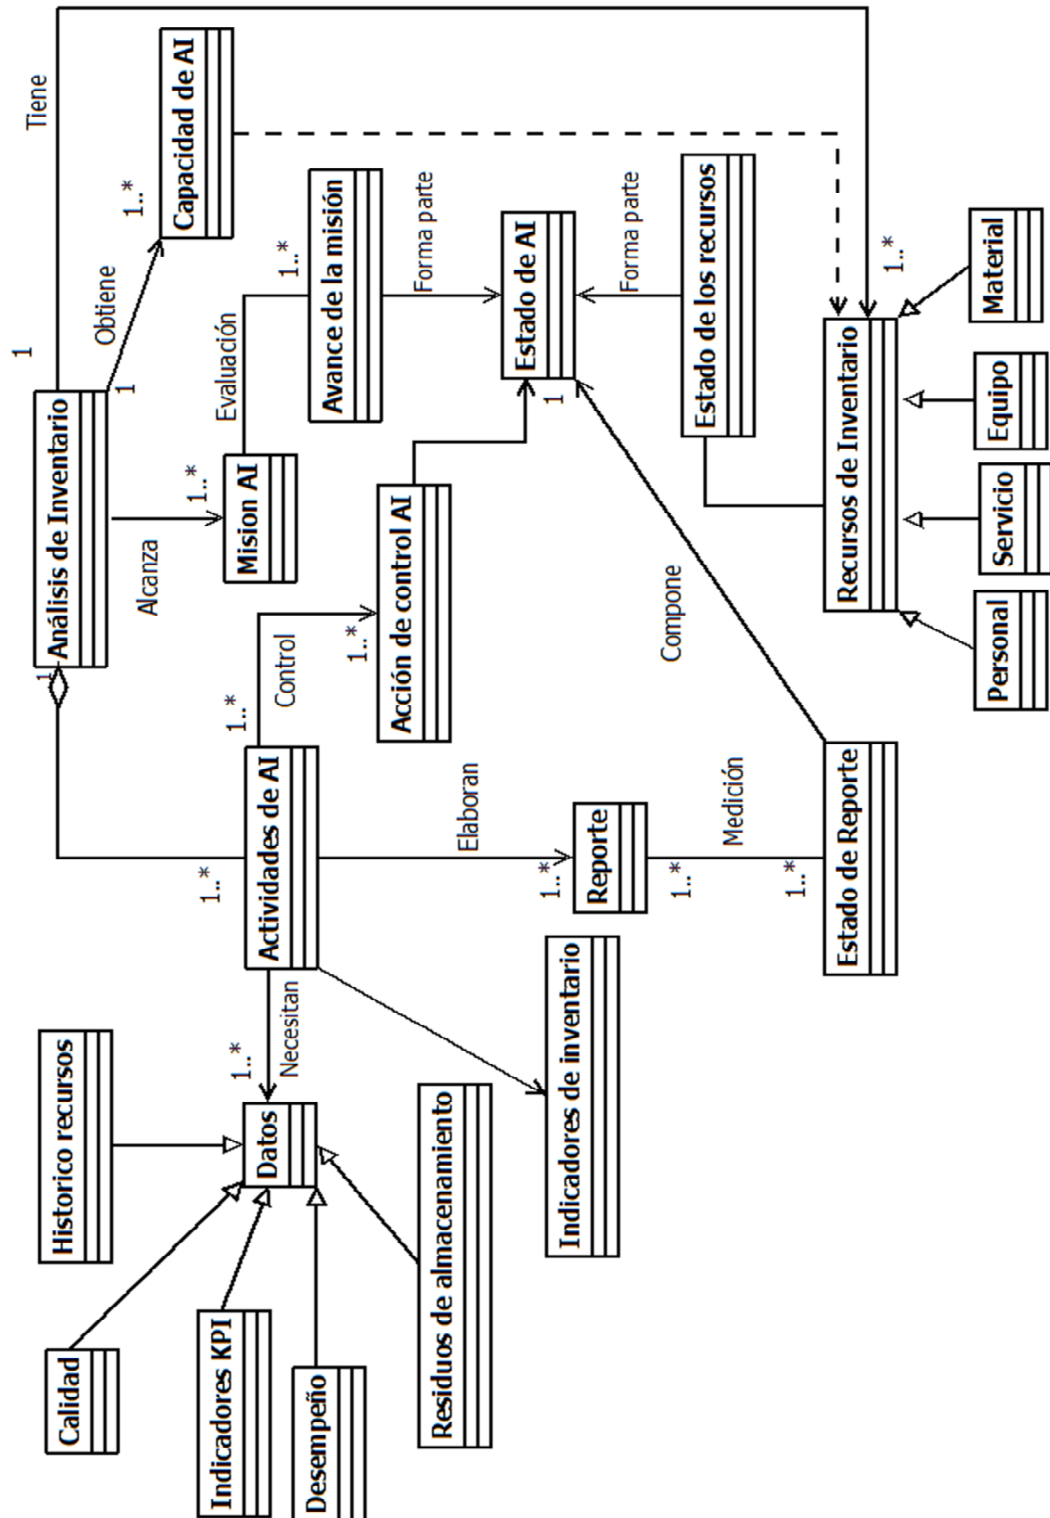 1
Tiene
Calidad
Historico recursos
1
Análisis de Inventario
Obtiene
1
1..*
Alcanza
Capacidad de AI
1..*
1..*
Indicadores KPI
Evaluación
1..*
1..*
Mision AI
Datos
Actividades de AI
Necesitan
Control
1..*
Desempeño
Avance de la misión
1..*
Acción de control AI
Forma parte
Residuos de almacenamiento
Elaboran
Estado de AI
1..*
1
Indicadores de inventario
Reporte
Forma parte
Compone
1..*
Estado de los recursos
Medición
1..*
Estado de Reporte
Recursos de Inventario
1..*
Personal
Servicio
Equipo
Material